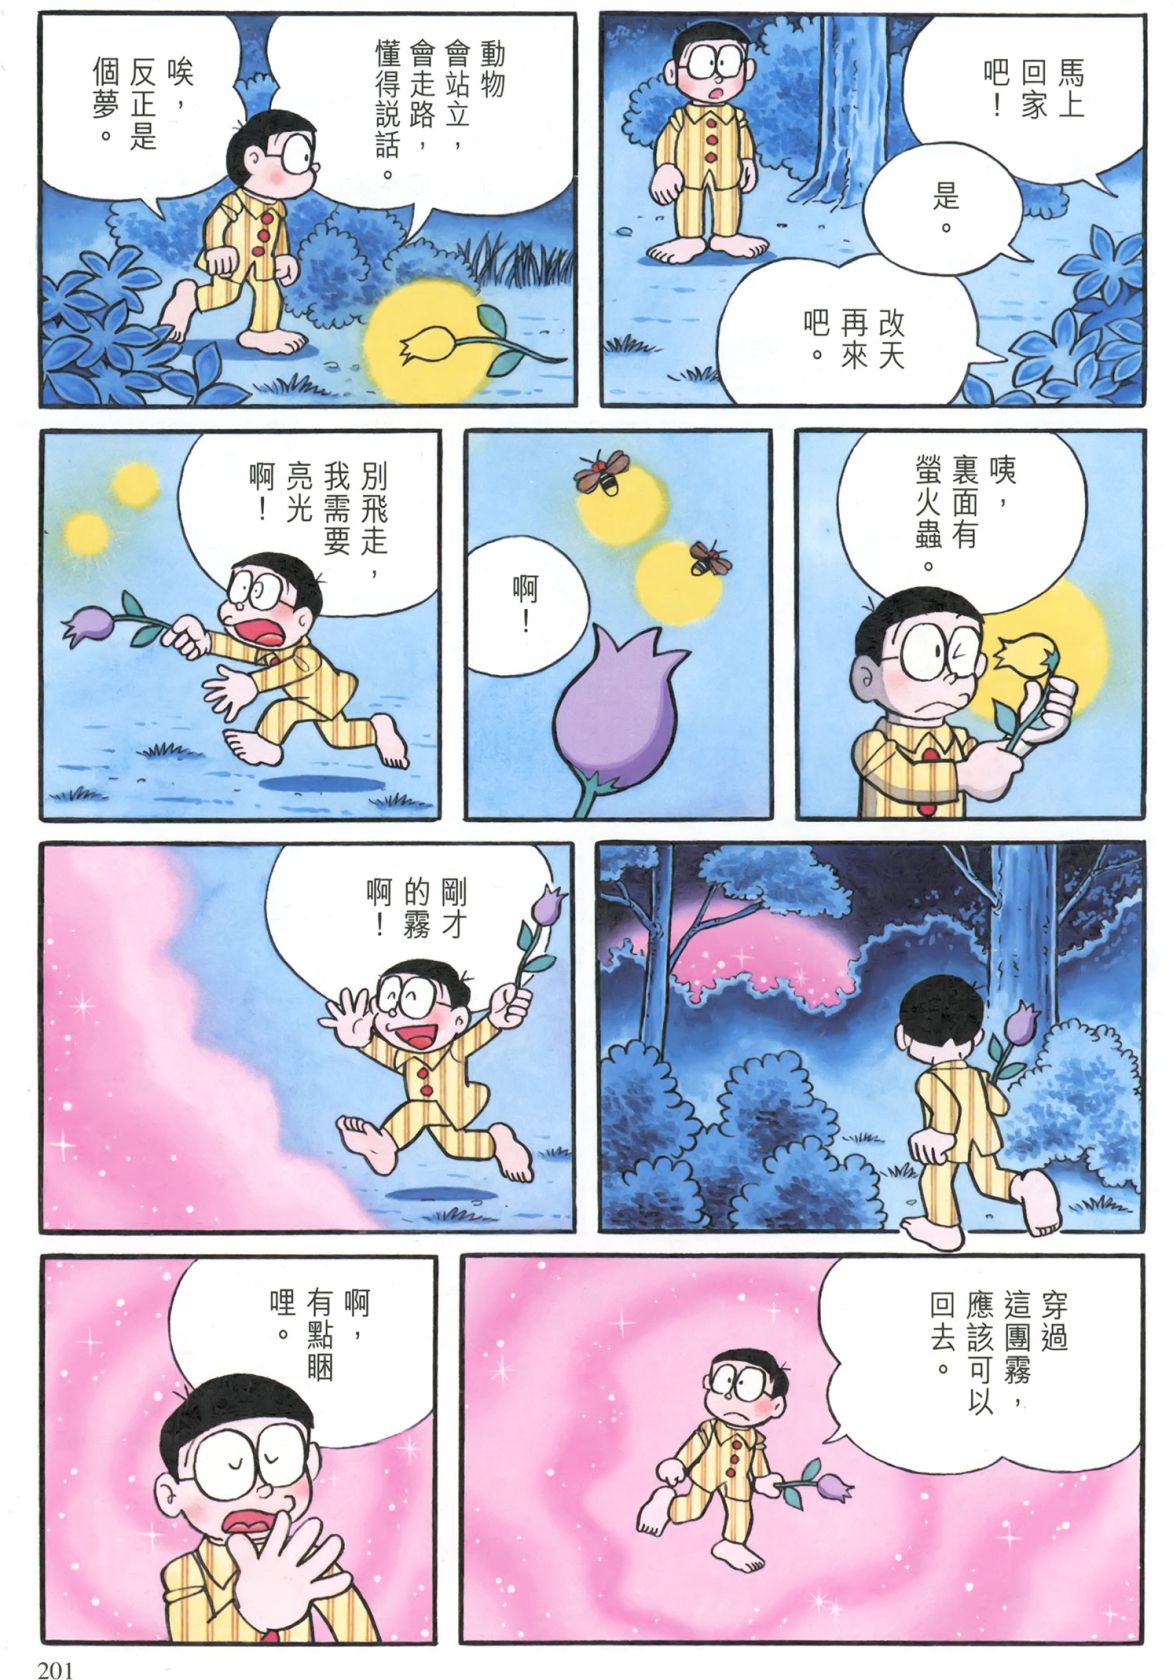 馬上
回家
吧！
是。
改天
再來
吧。
動物
會站立，
會走路，
懂得說話。
唉，
反正是
個夢。
咦，
裏面有
螢火蟲。
啊！
別飛走，
我需要
亮光
啊！
剛才
的霧
啊！
穿過
這團霧，
應該可以
回去。
啊，
有點睏
哩。
201